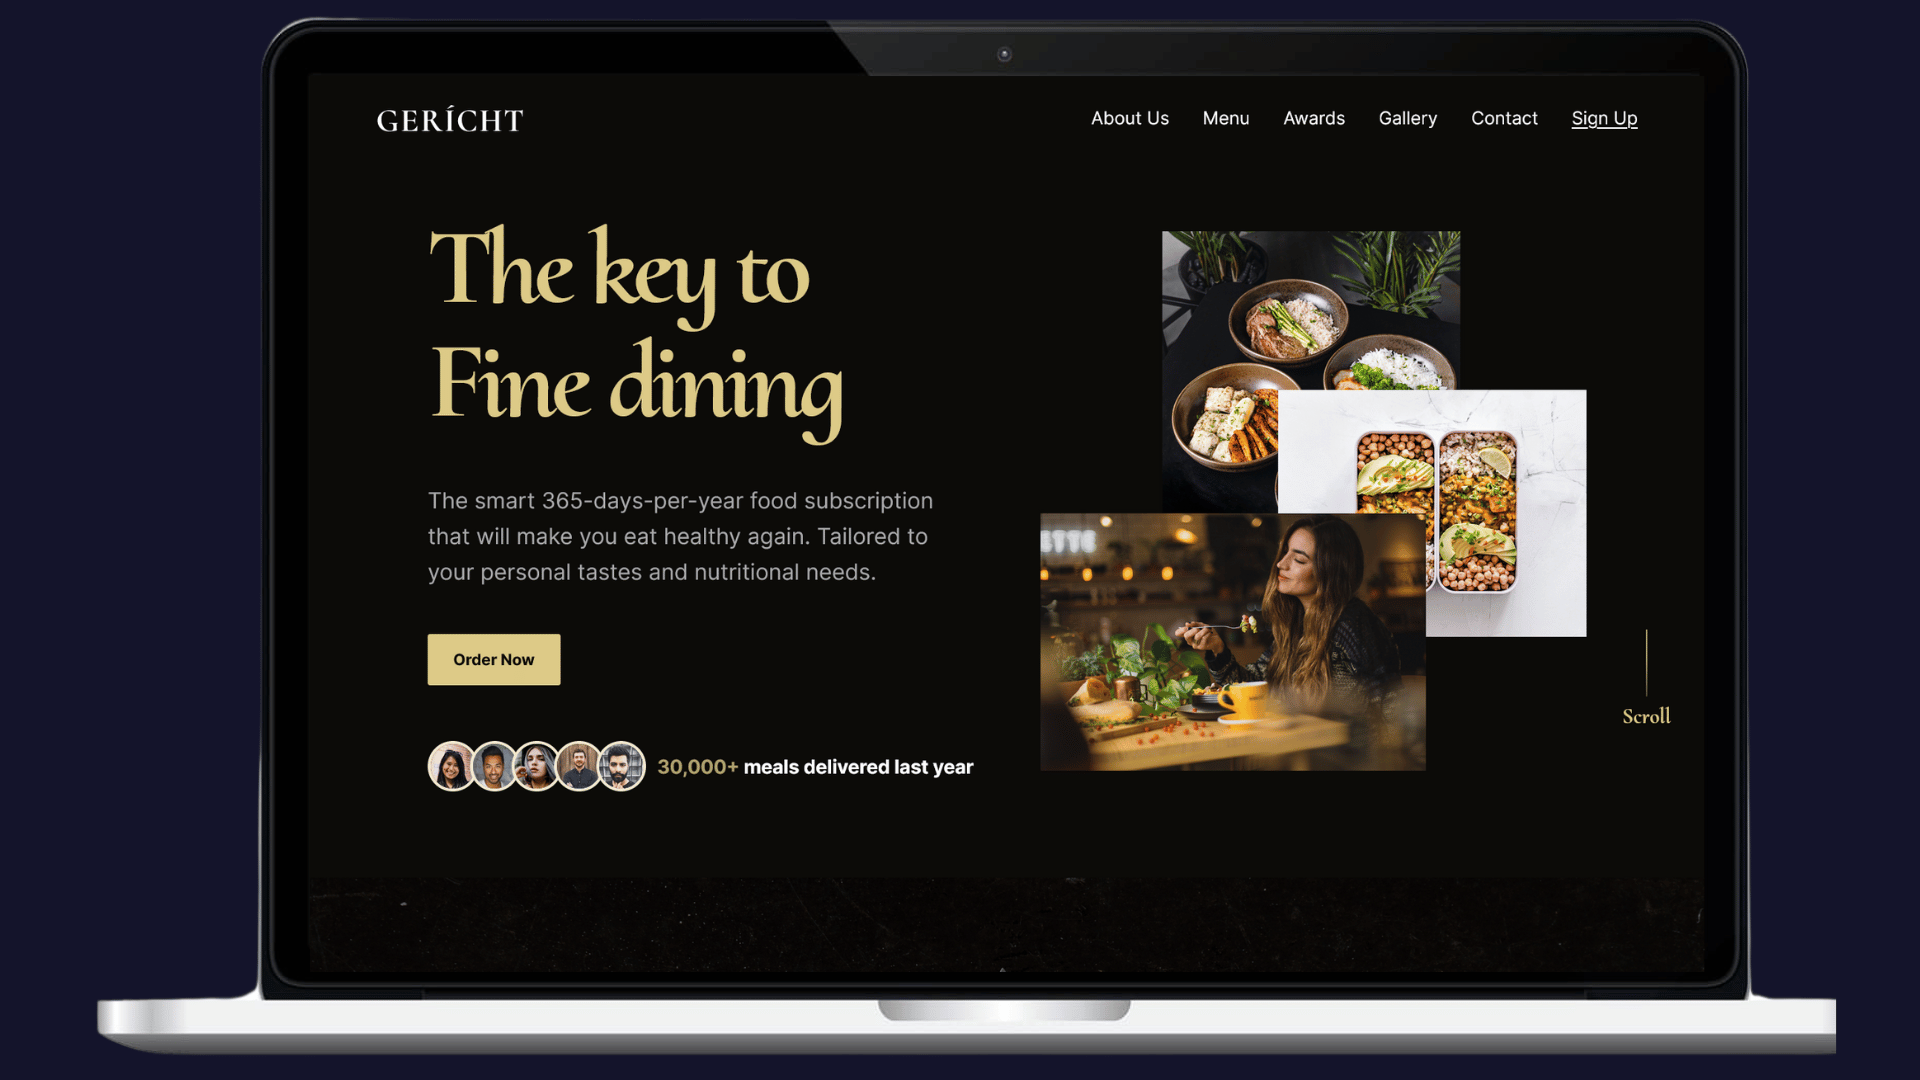 GERÍCHT
About Us
Menu
Awards
Gallery
Contact
Sign Up
The key to
Fine dining
The smart 365-days-per-year food subscription
that will make you eat healthy again. Tailored to
your personal tastes and nutritional needs.
Order Now
30,000+ meals delivered last year
ETTE
Scroll